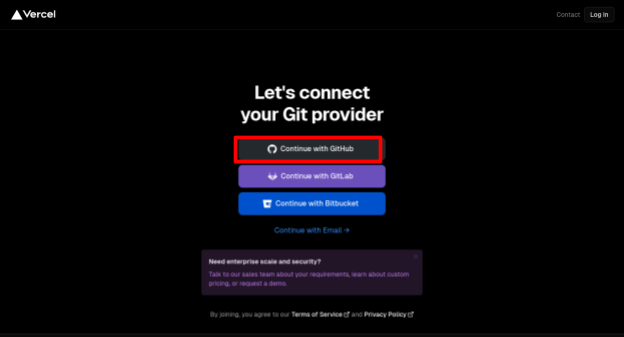 Vercel
Contact
Log In
Let's connect
your Git provider
Continue with GitHub
Continue with GitLab
Continue with Bitbucket
Continue with Email →
Need enterprise scale and security?
Talk to our sales team about your requirements, learn about custom
pricing, or request a demo.
By joining, you agree to our Terms of Service and Privacy Policy